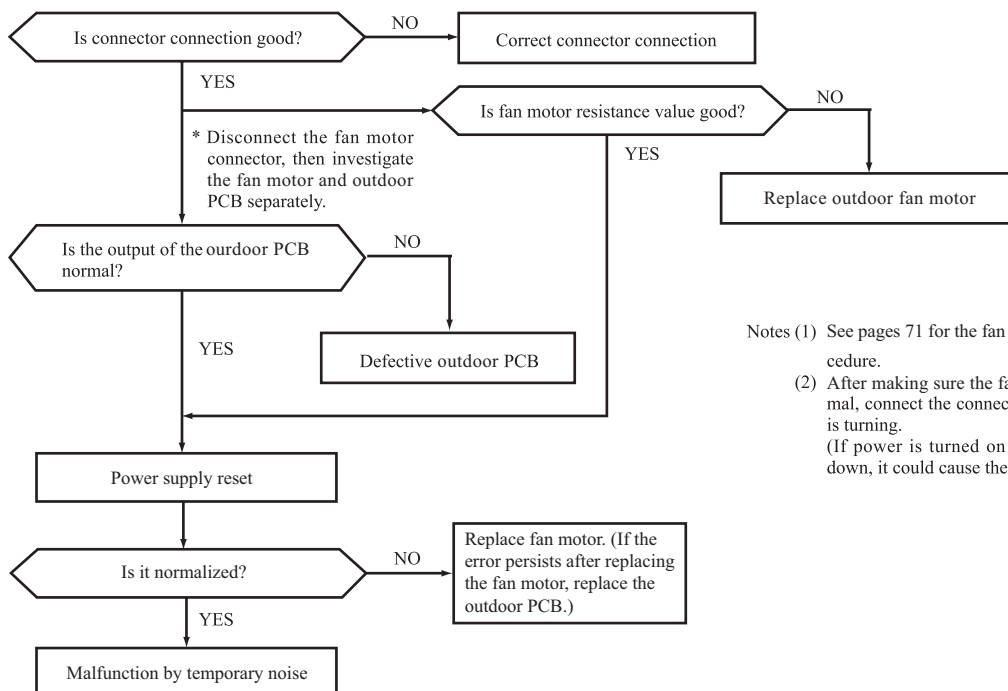 Is connector connection good?
NO
Correct connector connection
YES
Is fan motor resistance value good?
NO
YES
Replace outdoor fan motor
* Disconnect the fan motor
connector, then investigate
the fan motor and outdoor
PCB separately.
Is the output of the ourdoor PCB
normal?
NO
YES
Defective outdoor PCB
Notes (1) See pages 71 for the fan
cedure.
(2) After making sure the fa
mal, connect the connec
is turning.
(If power is turned on
down, it could cause the
Power supply reset
Is it normalized?
NO
Replace fan motor. (If the
error persists after replacing
the fan motor, replace the
outdoor PCB.)
YES
Malfunction by temporary noise